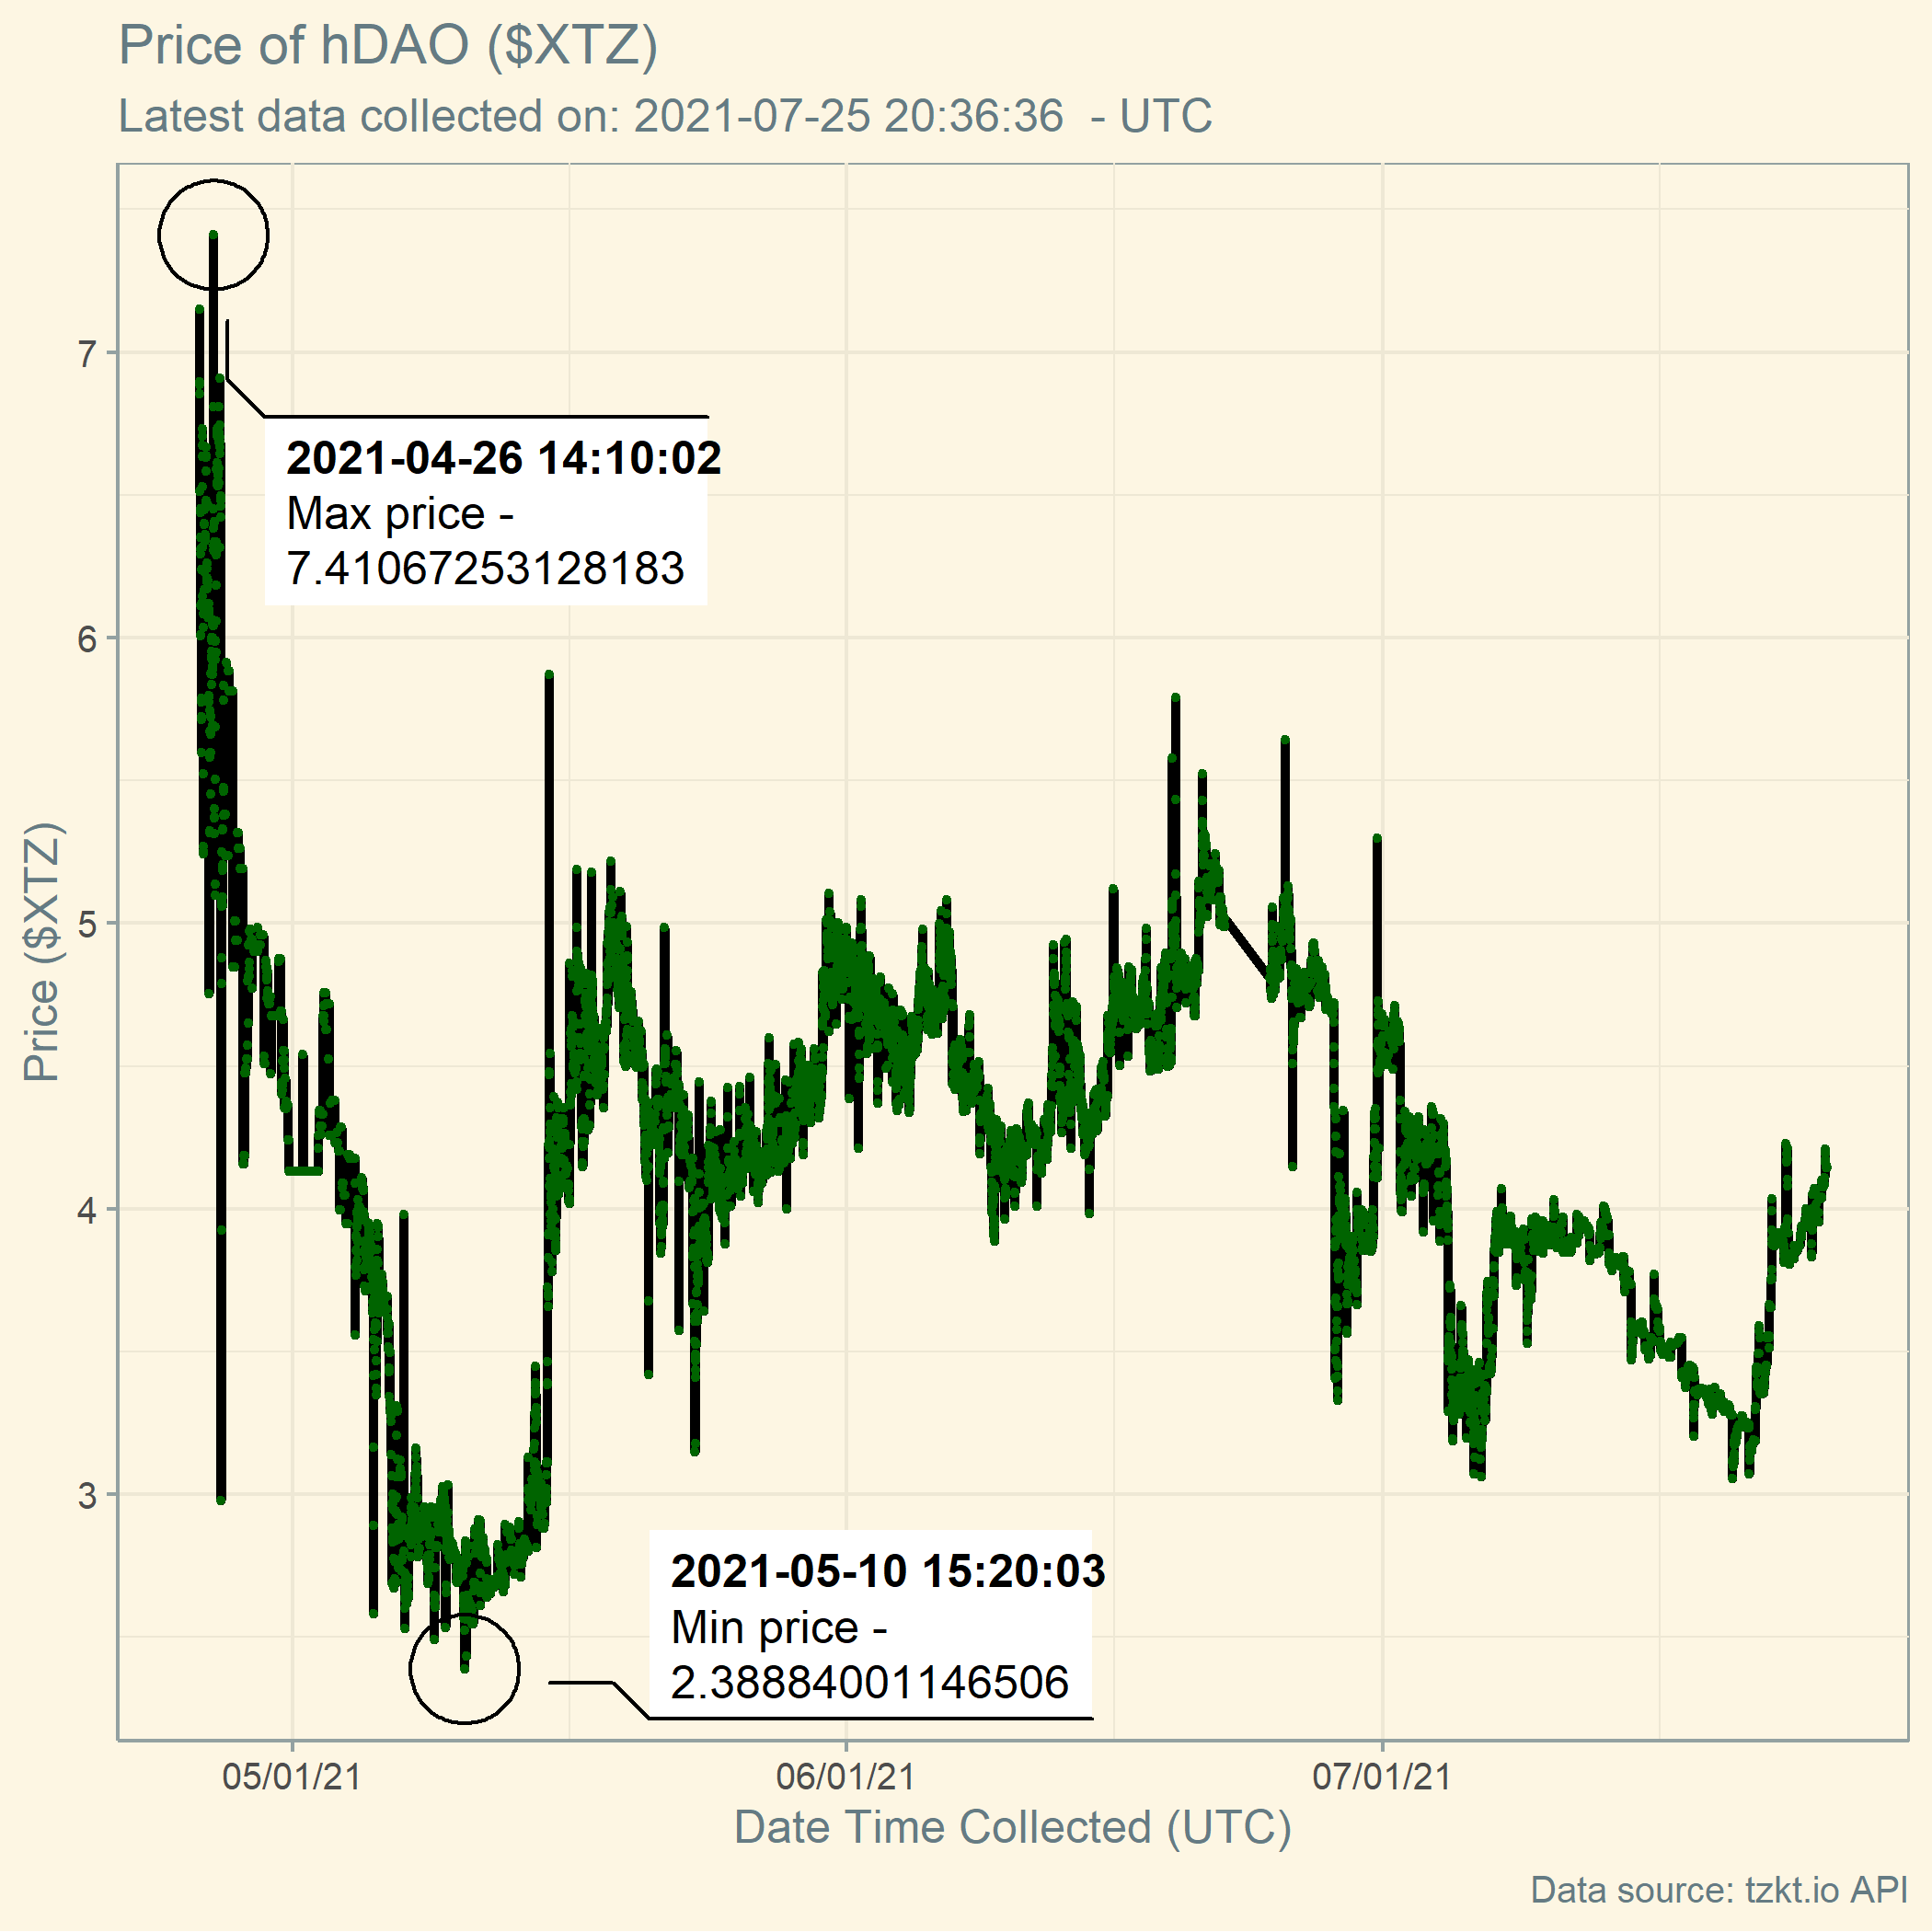 Price of hDAO ($XTZ)
Latest data collected on: 2021-07-25 20:36:36  - UTC
7
2021-04-26 14:10:02
Max price -
7.41067253128183
6
5
Price ($XTZ)
4
3
2021-05-10 15:20:03
Min price -
2.38884001146506
05/01/21
06/01/21
07/01/21
Date Time Collected (UTC)
Data source: tzkt.io API